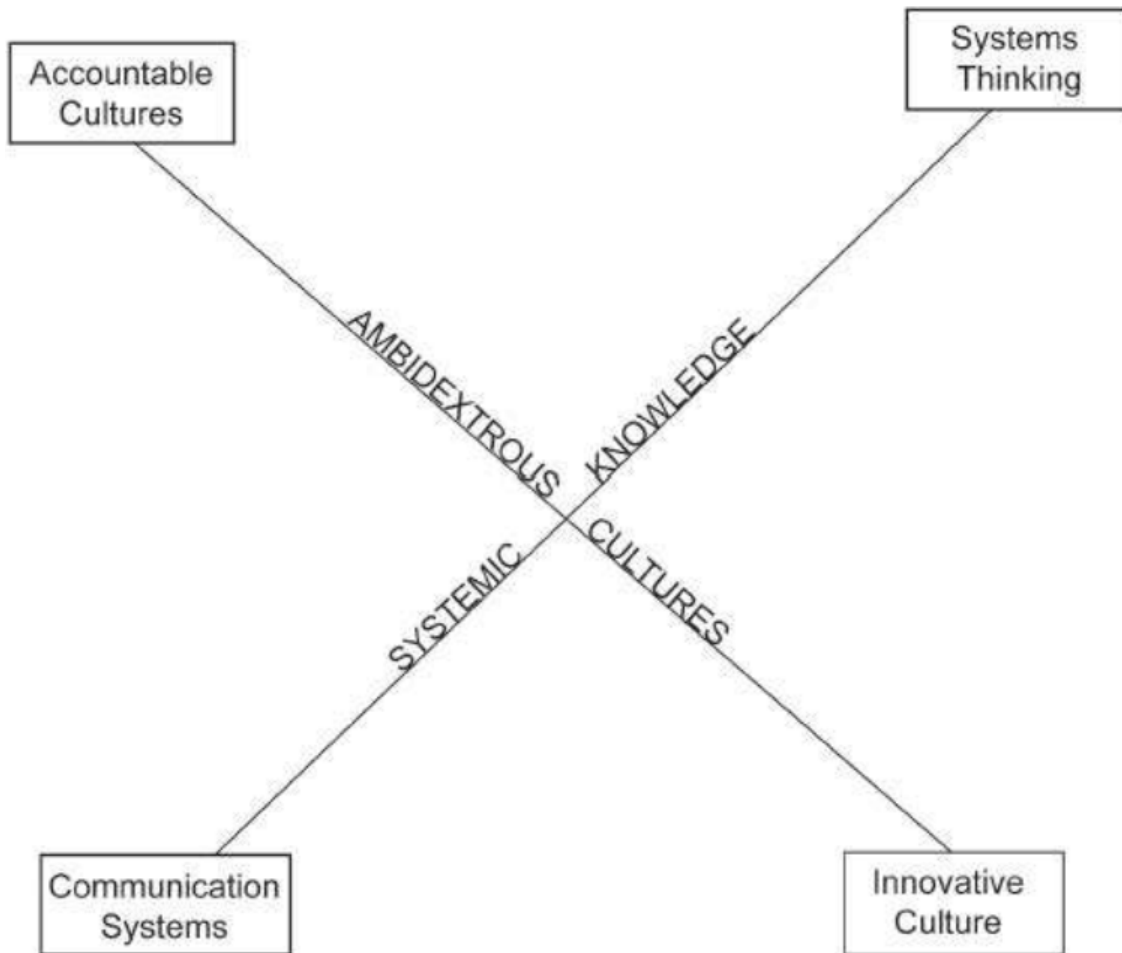 Accountable
Cultures
Systems
Thinking
AMBIDEXTROUS
KNOWLEDGE
SYSTEMIC
CULTURES
Communication
Systems
Innovative
Culture